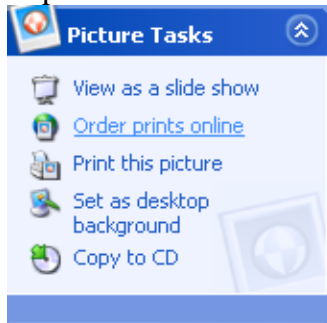 Picture Tasks
View as a slide show
Order prints online
Print this picture
Set as desktop
background
Copy to CD